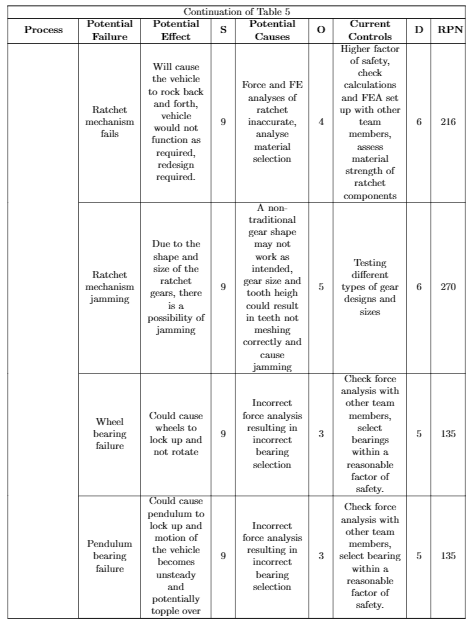 Continuation of Table 5
Process
Potential
Failure
Potential
Effect
S
Potential
Causes
O
Current
Controls
D
RPN
Ratchet
mechanism
fails
Will cause
the vehicle
to rock back
and forth,
vehicle
would not
function as
required,
redesign
required.
9
Force and FE
analyses of
ratchet
inaccurate,
analyse
material
selection
4
Higher factor
of safety,
check
calculations
and FEA set
up with other
team
members,
assess
material
strength of
ratchet
components
6
216
Ratchet
mechanism
jamming
Due to the
shape and
size of the
ratchet
gears, there
is a
possibility of
jamming
9
A non-
traditional
gear shape
may not
work as
intended,
gear size and
tooth heigh
could result
in teeth not
meshing
correctly and
cause
jamming
5
Testing
different
types of gear
designs and
sizes
6
270
Wheel
bearing
failure
Could cause
wheels to
lock up and
not rotate
9
Incorrect
force analysis
resulting in
incorrect
bearing
selection
3
Check force
analysis with
other team
members,
select
bearings
within a
reasonable
factor of
safety.
5
135
Pendulum
bearing
failure
Could cause
pendulum to
lock up and
motion of
the vehicle
becomes
unsteady
and
potentially
topple over
9
Incorrect
force analysis
resulting in
incorrect
bearing
selection
3
Check force
analysis with
other team
members,
select bearing
within a
reasonable
factor of
safety.
5
135